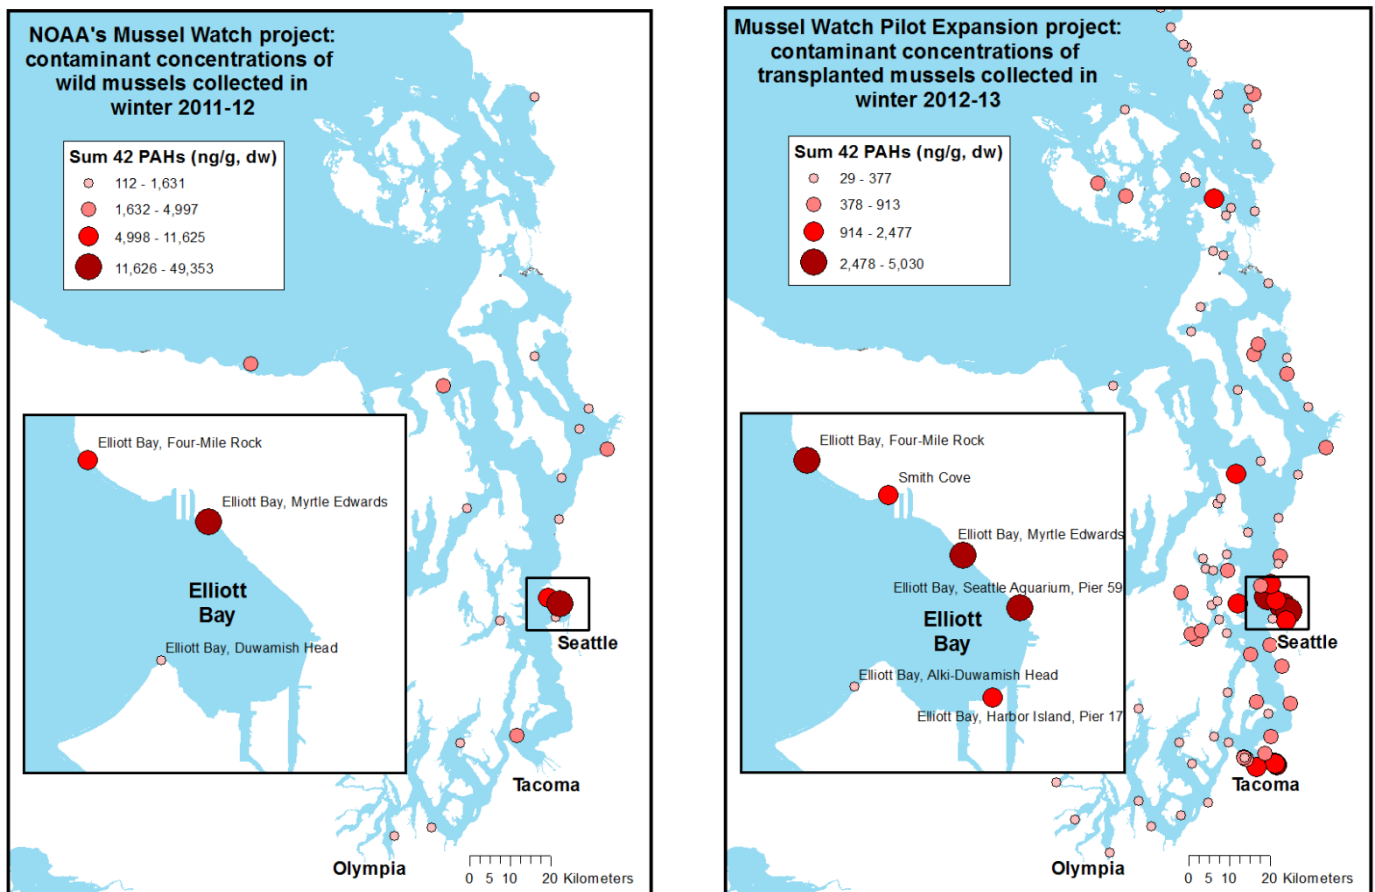 NOAA's Mussel Watch project:
contaminant concentrations of
wild mussels collected in
winter 2011-12
Sum 42 PAHs (ng/g, dw)
112 - 1,631
1,632 - 4,997
4,998 - 11,625
11,626 - 49,353
Elliott Bay, Four-Mile Rock
Elliott Bay, Myrtle Edwards
Elliott
Bay
Elliott Bay, Duwamish Head
Seattle
Tacoma
Olympia
0 5 10 20 Kilometers
Mussel Watch Pilot Expansion project:
contaminant concentrations of
transplanted mussels collected in
winter 2012-13
Sum 42 PAHs (ng/g, dw)
29 - 377
378 - 913
914 - 2,477
2,478 - 5,030
Elliott Bay, Four-Mile Rock
Smith Cove
Elliott Bay, Myrtle Edwards
Elliott Bay, Seattle Aquarium, Pier 59
Elliott
Bay
Elliott Bay, Alki-Duwamish Head
Elliott Bay, Harbor Island, Pier 17
Seattle
Tacoma
Olympia
0 5 10 20 Kilometers